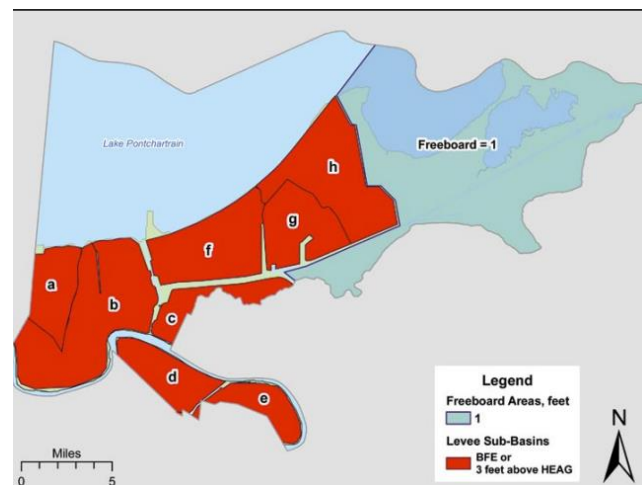 Lake Pontchartrain
Freeboard = 1
h
g
f
a
b
c
d
e
Legend
Freeboard Areas, feet
1
Levee Sub-Basins
BFE or
3 feet above HEAG
N
Miles
0 5